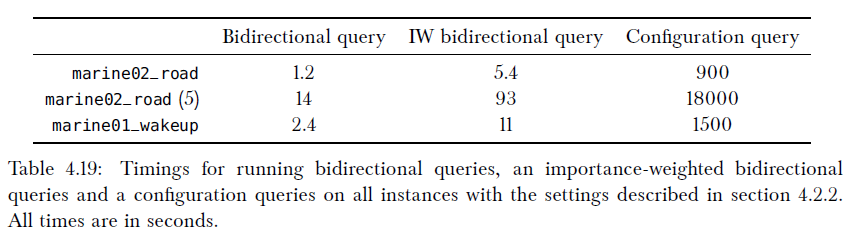 Bidirectional query IW bidirectional query Configuration query
marine02_road 1.2 5.4 900
marine02_road (5) 14 93 18000
marine01_wakeup 2.4 11 1500
Table 4.19: Timings for running bidirectional queries, an importance-weighted bidirectional
queries and a configuration queries on all instances with the settings described in section 4.2.2.
All times are in seconds.